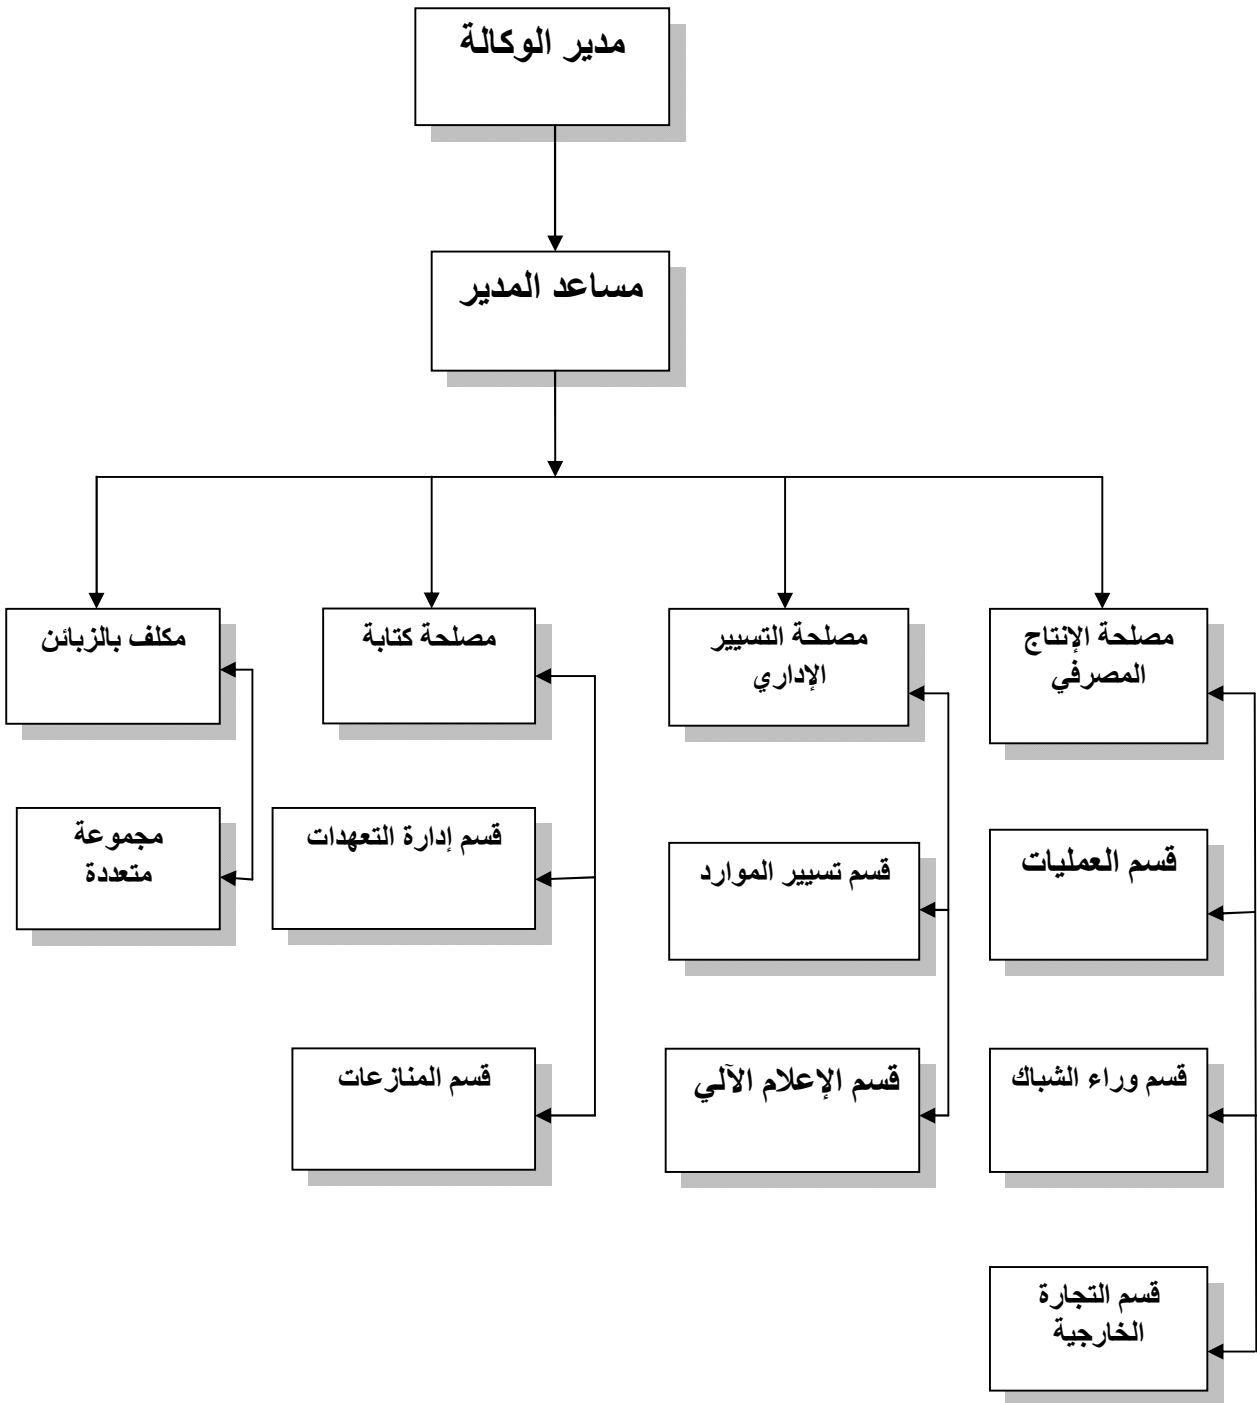 مدير الوكالة
مساعد المدير
مصلحة الإنتاج
المصرفي
مصلحة التسيير
الإداري
مصلحة كتابة
مكلف بالزبائن
قسم العمليات
قسم تسيير الموارد
قسم إدارة التعهدات
مجموعة
متعددة
قسم وراء الشباك
قسم الإعلام الآلي
قسم المنازعات
قسم التجارة
الخارجية